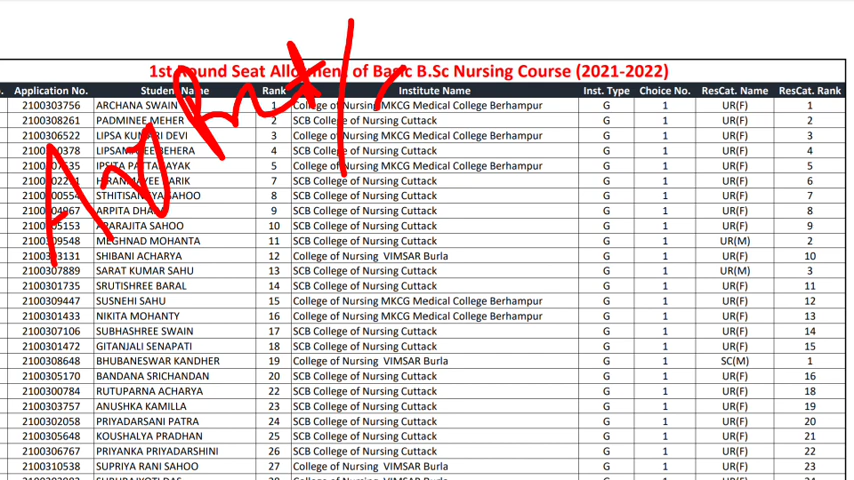 1st Round Seat Allotment of Basic B.Sc Nursing Course (2021-2022)
Application No. Student Name Rank Institute Name Inst. Type Choice No. ResCat. Name ResCat. Rank
2100303756 ARCHANA SWAIN 1 College of Nursing MKCG Medical College Berhampur G 1 UR(F) 1
2100308261 PADMINEE MEHER 2 SCB College of Nursing Cuttack G 1 UR(F) 2
2100306522 LIPSA KUMARI DEVI 3 College of Nursing MKCG Medical College Berhampur G 1 UR(F) 3
BEHERA 4 SCB College of Nursing Cuttack G 1 UR(F) 4
IPSITA PATTANAYAK 5 College of Nursing MKCG Medical College Berhampur G 1 UR(F) 5
7 SCB College of Nursing Cuttack G 1 UR(F) 6
SAHOO 8 SCB College of Nursing Cuttack G 1 UR(F) 7
ARPITA 9 SCB College of Nursing Cuttack G 1 UR(F) 8
APARAJITA SAHOO 10 SCB College of Nursing Cuttack G 1 UR(F) 9
2100309548 MEGHNAD MOHANTA 11 SCB College of Nursing Cuttack G 1 UR(M) 2
2100303131 SHIBANI ACHARYA 12 College of Nursing VIMSAR Burla G 1 UR(F) 10
2100307889 SARAT KUMAR SAHU 13 SCB College of Nursing Cuttack G 1 UR(M) 3
2100301735 SRUTISHREE BARAL 14 SCB College of Nursing Cuttack G 1 UR(F) 11
2100309447 SUSNEHI SAHU 15 College of Nursing MKCG Medical College Berhampur G 1 UR(F) 12
2100301433 NIKITA MOHANTY 16 College of Nursing MKCG Medical College Berhampur G 1 UR(F) 13
2100307106 SUBHASHREE SWAIN 17 SCB College of Nursing Cuttack G 1 UR(F) 14
2100301472 GITANJALI SENAPATI 18 SCB College of Nursing Cuttack G 1 UR(F) 15
2100308648 BHUBANESWAR KANDHER 19 College of Nursing VIMSAR Burla G 1 SC(M) 1
2100305170 BANDANA SRICHANDAN 20 SCB College of Nursing Cuttack G 1 UR(F) 16
2100300784 RUTUPARNA ACHARYA 22 SCB College of Nursing Cuttack G 1 UR(F) 18
2100303757 ANUSHKA KAMILLA 23 SCB College of Nursing Cuttack G 1 UR(F) 19
2100302058 PRIYADARSANI PATRA 24 SCB College of Nursing Cuttack G 1 UR(F) 20
2100305648 KOUSHALYA PRADHAN 25 SCB College of Nursing Cuttack G 1 UR(F) 21
2100306767 PRIYANKA PRIYADARSHINI 26 SCB College of Nursing Cuttack G 1 UR(F) 22
2100310538 SUPRIYA RANI SAHOO 27 College of Nursing VIMSAR Burla G 1 UR(F) 23